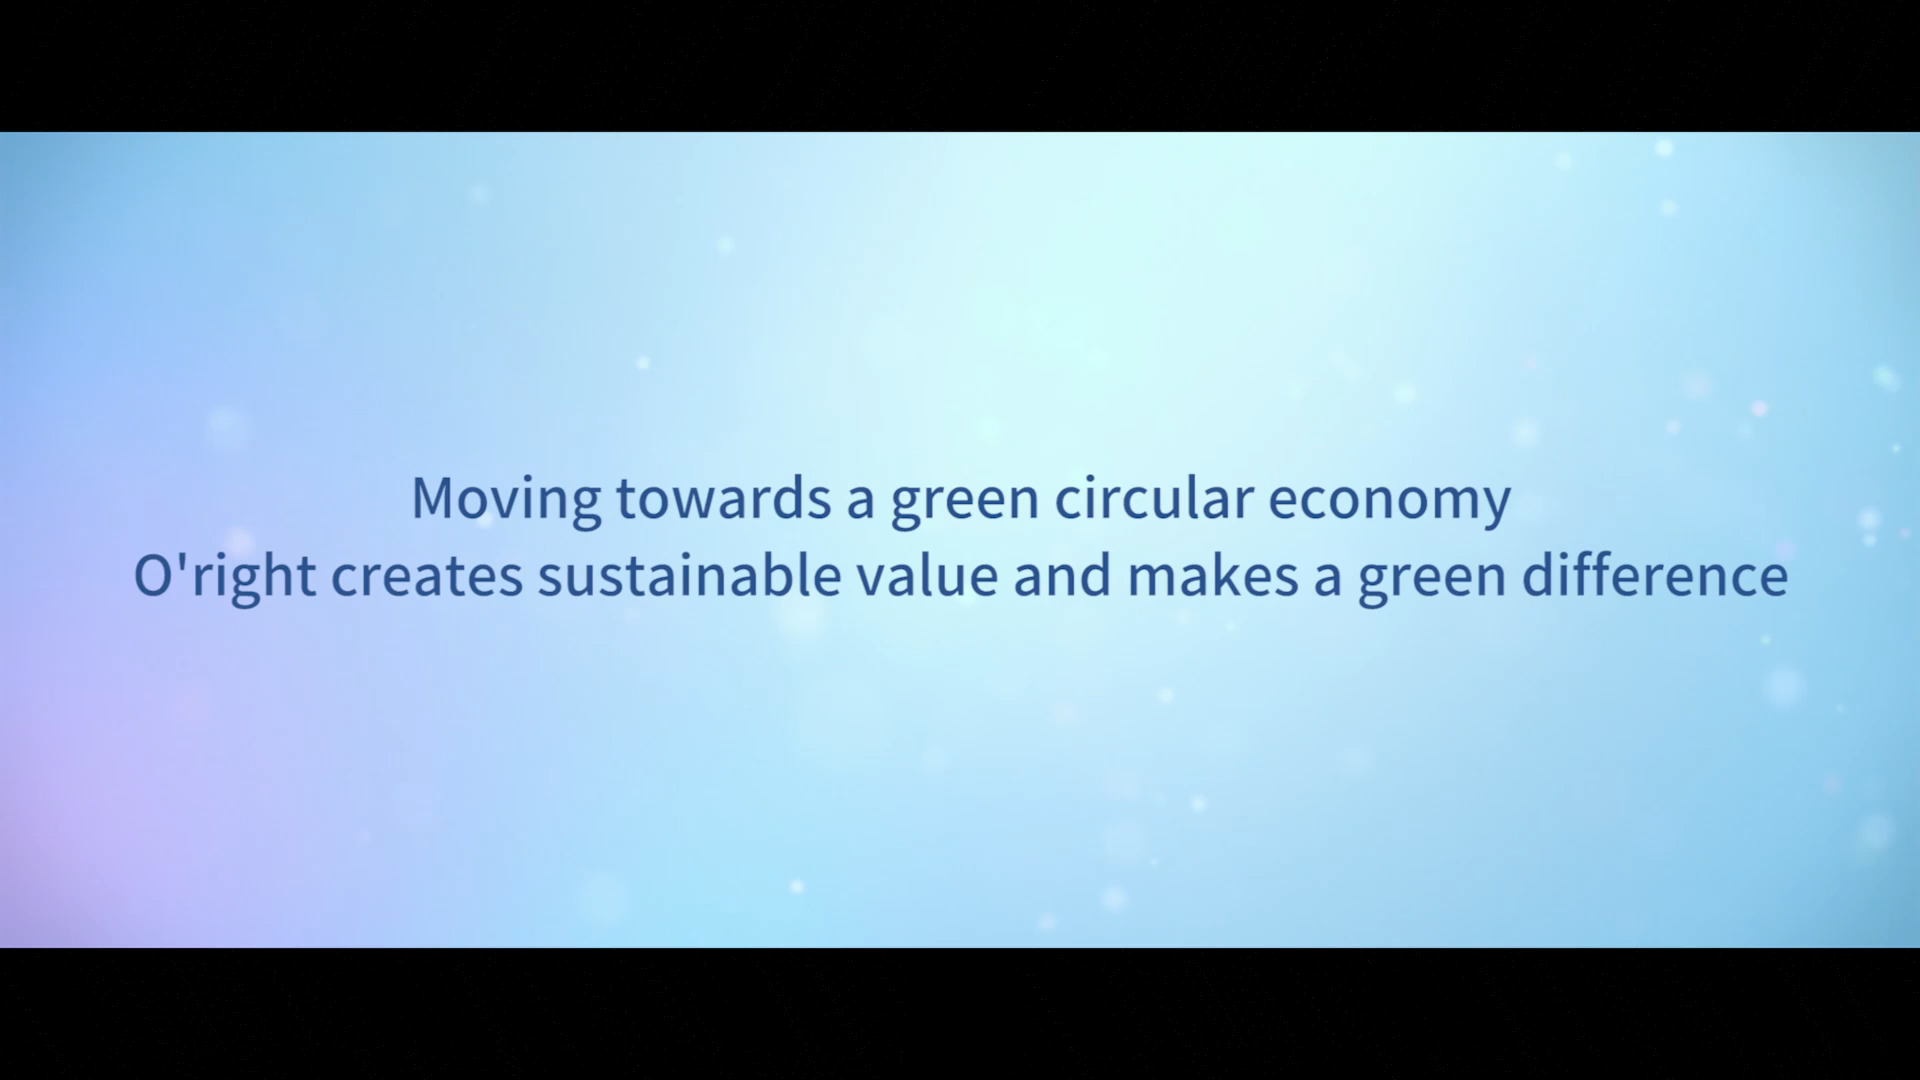 Moving towards a green circular economy
O'right creates sustainable value and makes a green difference